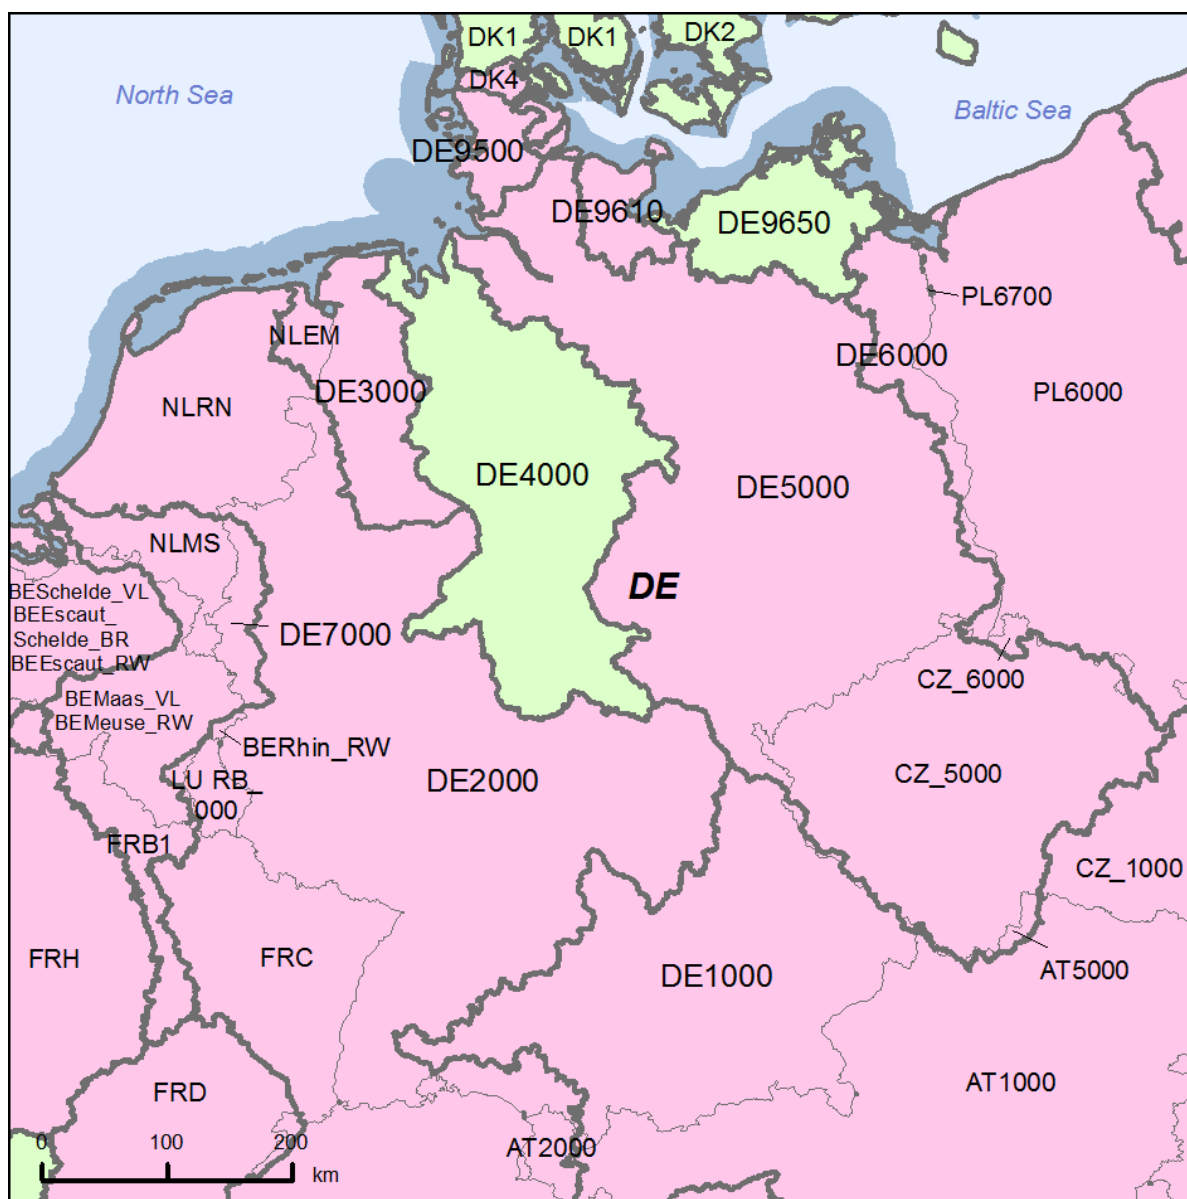 DK1
DK1
DK2
DK4
North Sea
Baltic Sea
DE9500
DE9610
DE9650
PL6700
NLEM
DE6000
DE3000
PL6000
NLRN
DE4000
DE5000
NLMS
DE
BESchelde_VL
BEEscaut_
Schelde_BR
BEEscaut_RW
DE7000
CZ_6000
BEMaas_VL
BEMeuse_RW
BERhin_RW
LU RB_
000
DE2000
CZ_5000
FRB1
CZ_1000
FRH
FRC
DE1000
AT5000
FRD
AT1000
AT2000
0 100 200
km